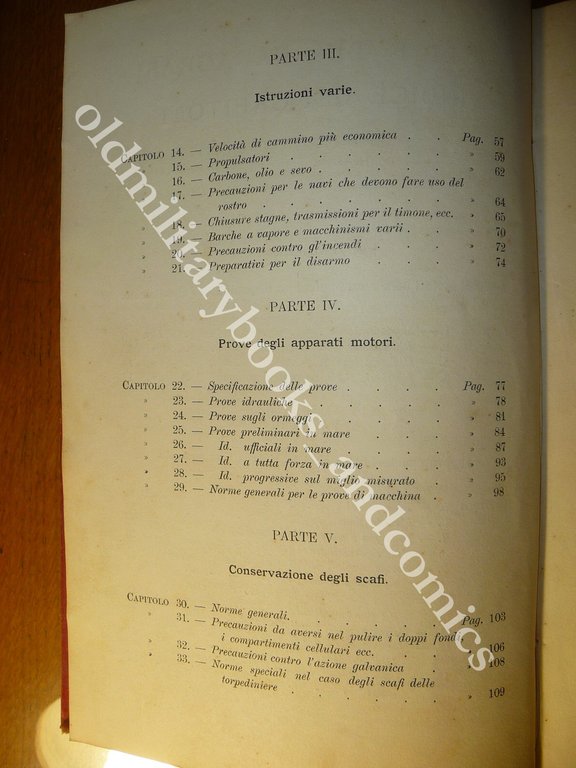 PARTE III.
Istruzioni varie.
CAPITOLO 14. — Velocità di cammino più economica . . Pag. 57
» 15. — Propulsatori . . . . . » 59
» 16. — Carbone, olio e sevo . . . . » 62
» 17. — Precauzioni per le navi che devono fare uso del
rostro . . . . . . » 64
» 18. — Chiusure stagne, trasmissioni per il timone, ecc. » 65
» 19. — Barche a vapore e macchinismi varii . . » 70
» 20. — Precauzioni contro gl'incendi . . . » 72
» 21. — Preparativi per il disarmo . . . » 74
PARTE IV.
Prove degli apparati motori.
CAPITOLO 22. — Specificazione delle prove . . . . Pag. 77
» 23. — Prove idrauliche . . . . » 78
» 24. — Prove sugli ormeggi . . . . » 81
» 25. — Prove preliminari in mare . . . » 84
» 26. — Id. ufficiali in mare . . . . » 87
» 27. — Id. a tutta forza in mare . . . » 93
» 28. — Id. progressive sul miglio misurato . . » 95
» 29. — Norme generali per le prove di macchina . » 98
PARTE V.
Conservazione degli scafi.
CAPITOLO 30. — Norme generali. . . . . . Pag. 103
» 31. — Precauzioni da aversi nel pulire i doppi fondi
i compartimenti cellulari ecc. . . . » 106
» 32. — Precauzioni contro l'azione galvanica . . » 108
» 33. — Norme speciali nel caso degli scafi delle
torpediniere . . . . . » 109
oldmilitarybooks_andcomics